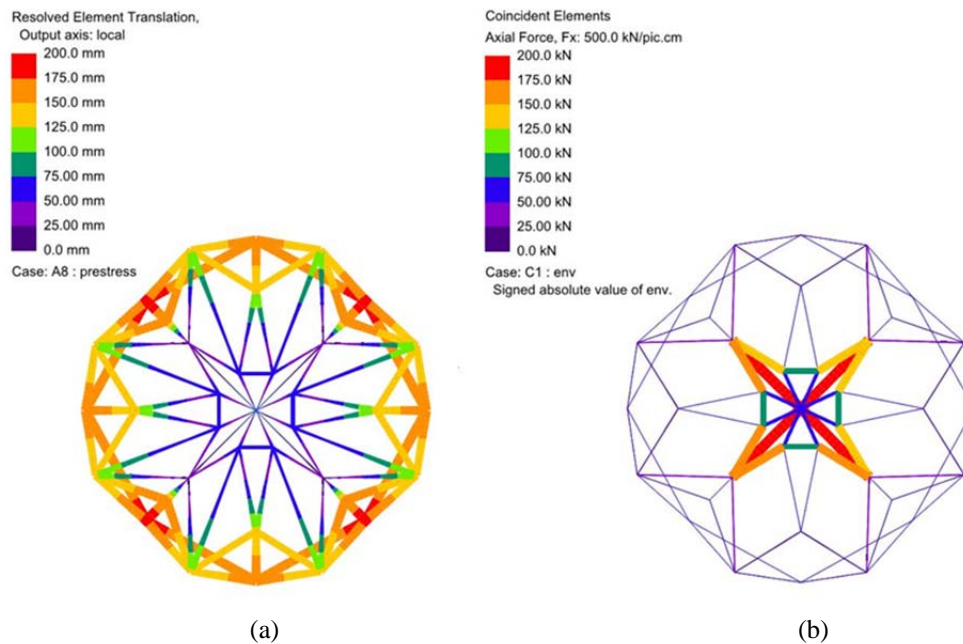 Resolved Element Translation,
Output axis: local
200.0 mm
175.0 mm
150.0 mm
125.0 mm
100.0 mm
75.00 mm
50.00 mm
25.00 mm
0.0 mm
Case: A8 : prestress
Coincident Elements
Axial Force, Fx: 500.0 kN/pic.cm
200.0 kN
175.0 kN
150.0 kN
125.0 kN
100.0 kN
75.00 kN
50.00 kN
25.00 kN
0.0 kN
Case: C1 : env
Signed absolute value of env.
(a)
(b)